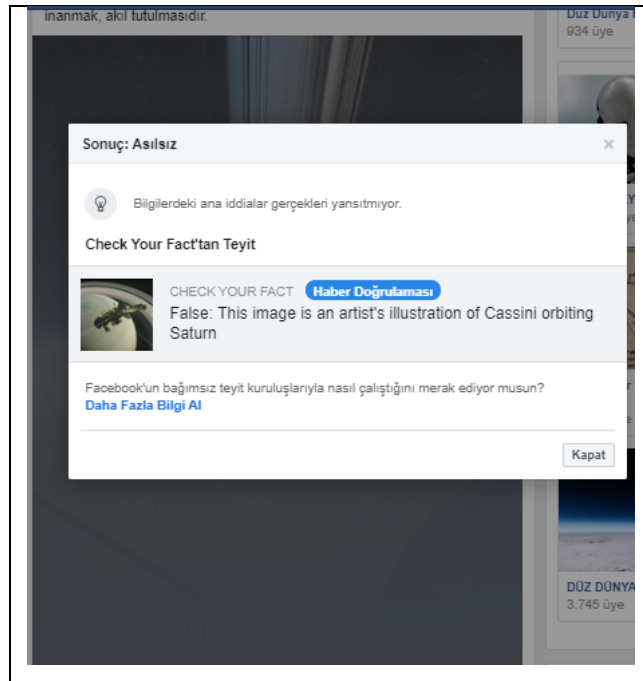 inanmak, akıl tutulmasıdır.
Düz Dünya
934 üye
Sonuç: Asılsız
Bilgilerdeki ana iddialar gerçekleri yansıtmıyor.
Check Your Fact'tan Teyit
CHECK YOUR FACT Haber Doğrulaması
False: This image is an artist's illustration of Cassini orbiting
Saturn
Facebook'un bağımsız teyit kuruluşlarıyla nasıl çalıştığını merak ediyor musun?
Daha Fazla Bilgi Al
Kapat
DÜZ DÜNYA
3.745 üye